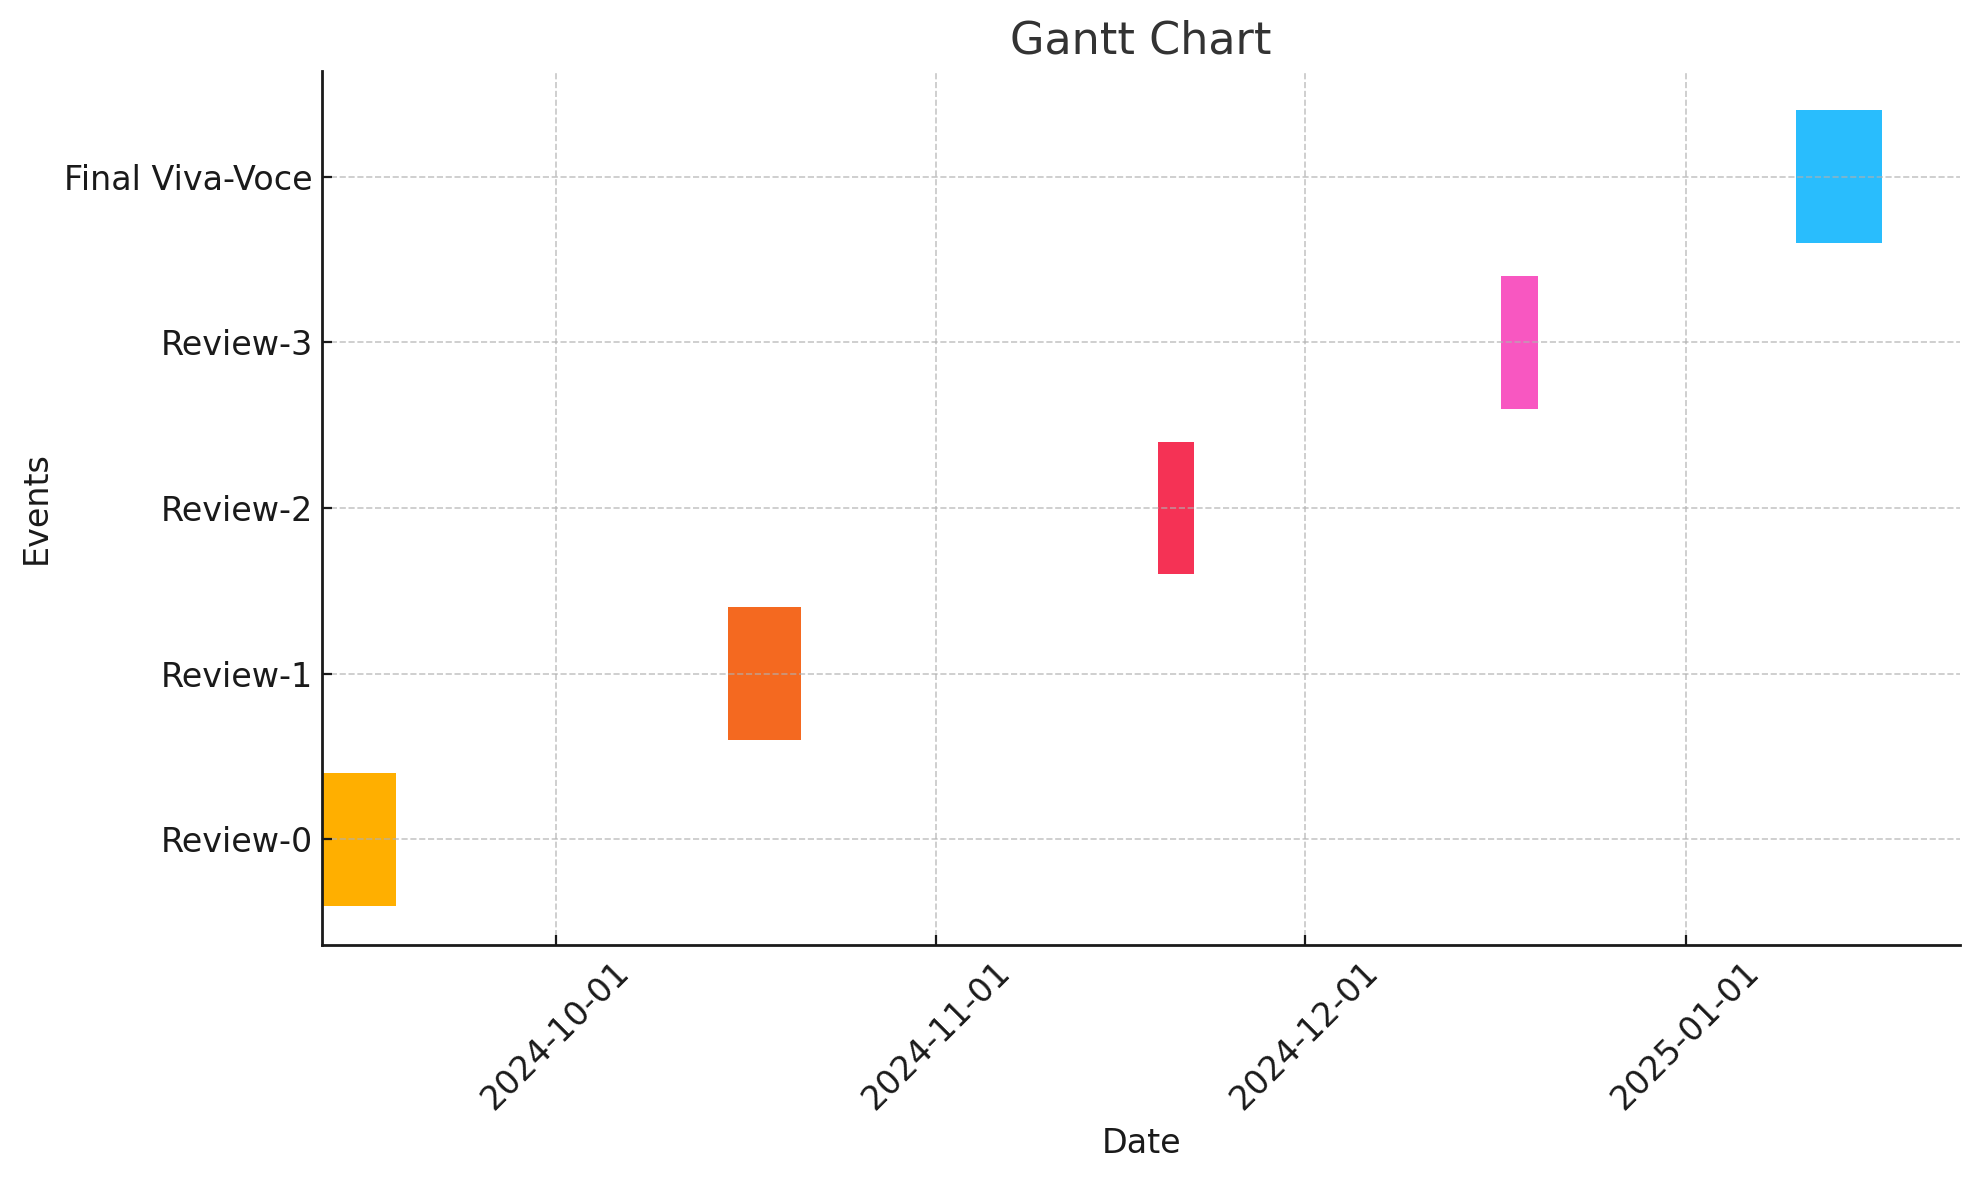 Gantt Chart
Final Viva-Voce
Review-3
Review-2
Review-1
Review-0
Events
2024-10-01
2024-11-01
2024-12-01
2025-01-01
Date